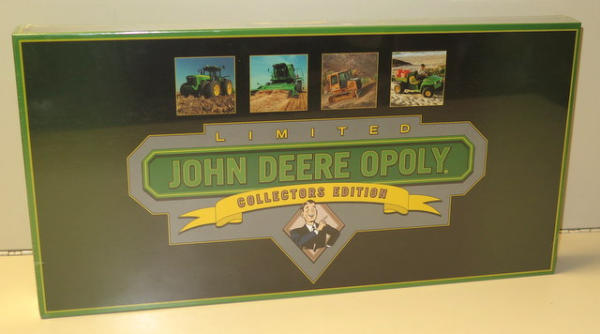 LIMITED
JOHN DEERE OPOLY.
COLLECTORS EDITION